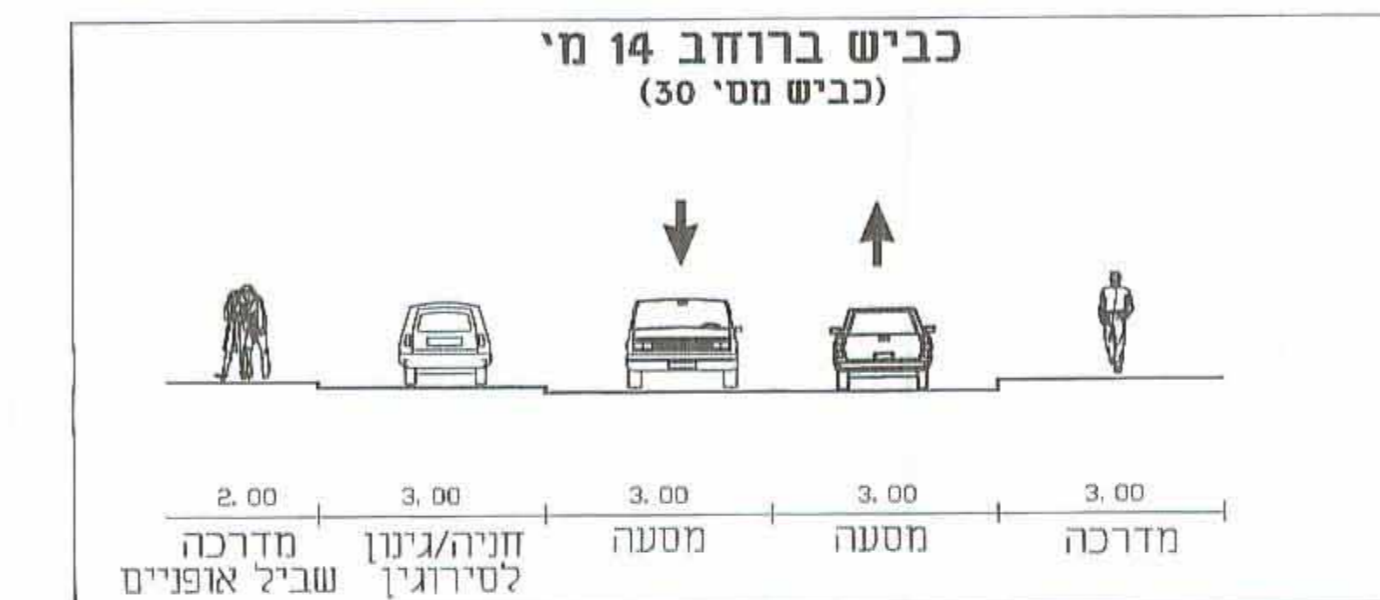 כביש ברוחב 14 מ'
(כביש מס' 30)
3.00
3.00
3.00
3.00
2.00
מדרכה
מסעה
מסעה
חניה/גינון
לסירוגין
מדרכה
שביל אופניים